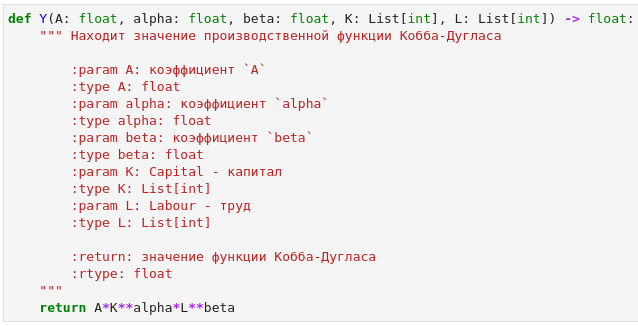 def Y(A: float, alpha: float, beta: float, K: List[int], L: List[int]) -> float:
    """ Находит значение производственной функции Кобба-Дугласа

        :param A: коэффициент `A`
        :type A: float
        :param alpha: коэффициент `alpha`
        :type alpha: float
        :param beta: коэффициент `beta`
        :type beta: float
        :param K: Capital - капитал
        :type K: List[int]
        :param L: Labour - труд
        :type L: List[int]

        :return: значение функции Кобба-Дугласа
        :rtype: float
    """
    return A*K**alpha*L**beta